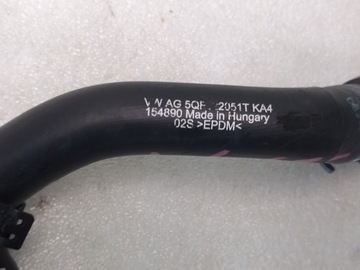 VW AG 5QF. .2051T KA4
154890 Made in Hungary
02S >EPDM<